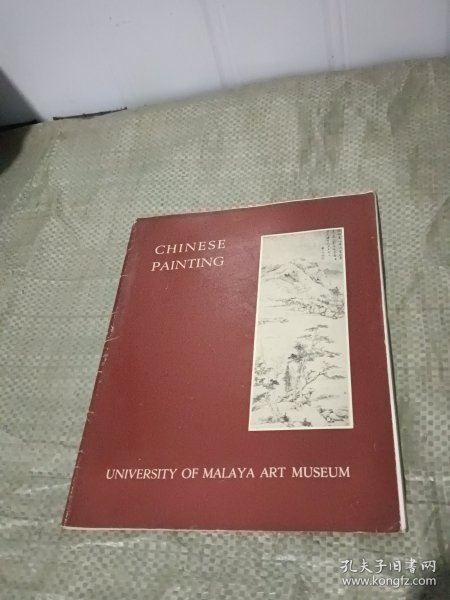 CHINESE
PAINTING
UNIVERSITY OF MALAYA ART MUSEUM
孔夫子旧书网
www.kongfz.com